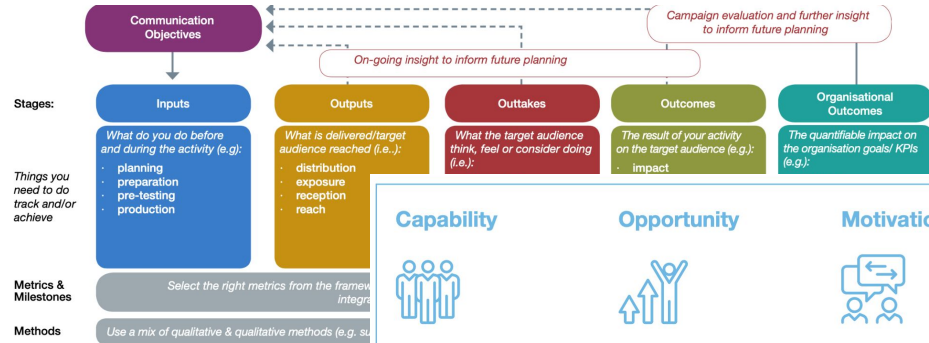 Communication
Objectives
Campaign evaluation and further insight
to inform future planning
On-going insight to inform future planning
Stages:
Inputs
Outputs
Outtakes
Outcomes
Organisational
Outcomes
Things you
need to do
track and/or
achieve
What do you do before
and during the activity (e.g):
· planning
· preparation
· pre-testing
· production
What is delivered/target
audience reached (i.e..):
· distribution
· exposure
· reception
· reach
What the target audience
think, feel or consider doing
(i.e.):
The result of your activity
on the target audience (e.g.):
· impact
The quantifiable impact on
the organisation goals/ KPIs
(e.g.):
Capability
Opportunity
Metrics &
Milestones
Select the right metrics from the
Methods
Use a mix of qualitative & qualitative methods (e.g.